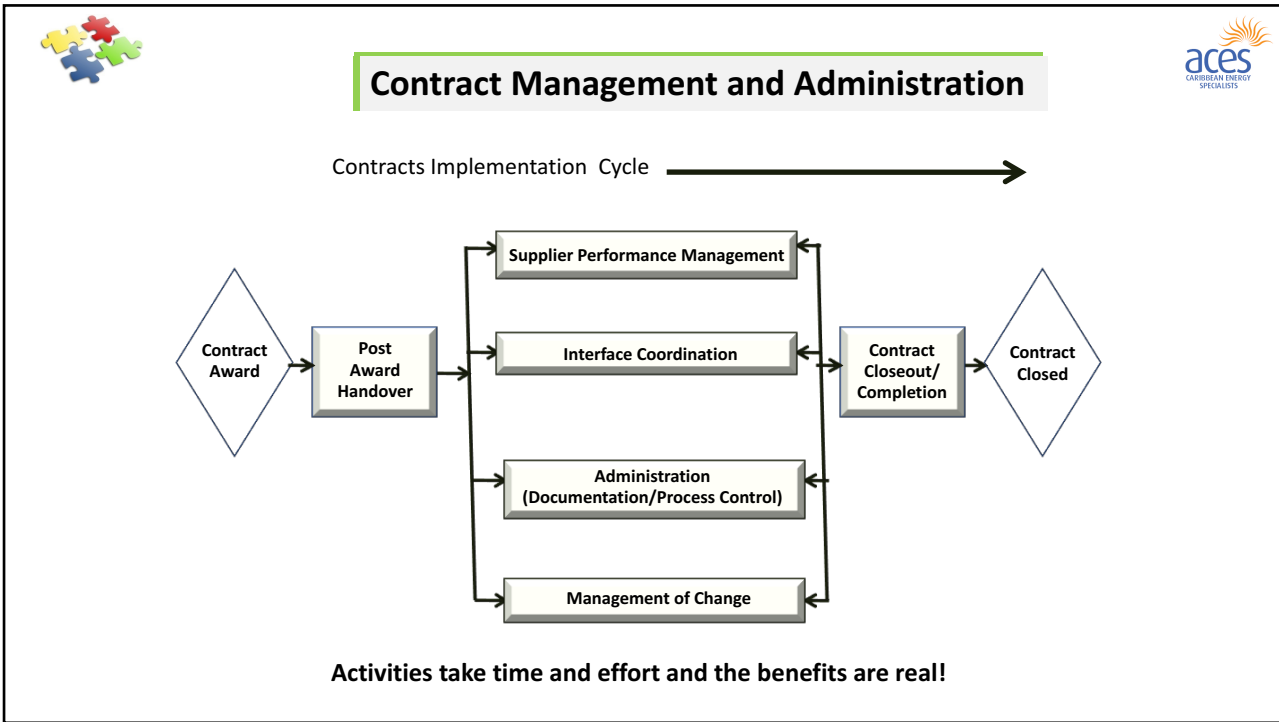 aces
CARIBBEAN ENERGY
SPECIALISTS
Contract Management and Administration
Contracts Implementation Cycle
Contract
Award
Post
Award
Handover
Supplier Performance Management
Interface Coordination
Administration
(Documentation/Process Control)
Management of Change
Contract
Closeout/
Completion
Contract
Closed
Activities take time and effort and the benefits are real!